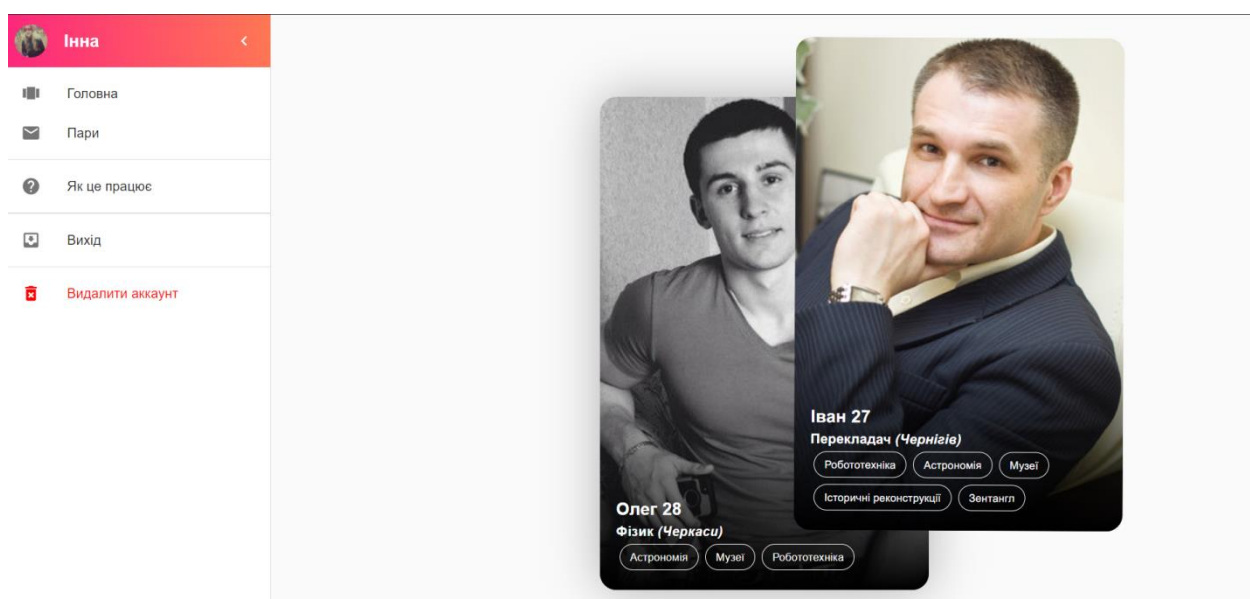 Інна
Головна
Пари
Як це працює
Вихід
Видалити аккаунт
Іван 27
Перекладач (Чернігів)
Робототехніка Астрономія Музеї
Історичні реконструкції Зентангл
Олег 28
Фізик (Черкаси)
Астрономія Музеї Робототехніка